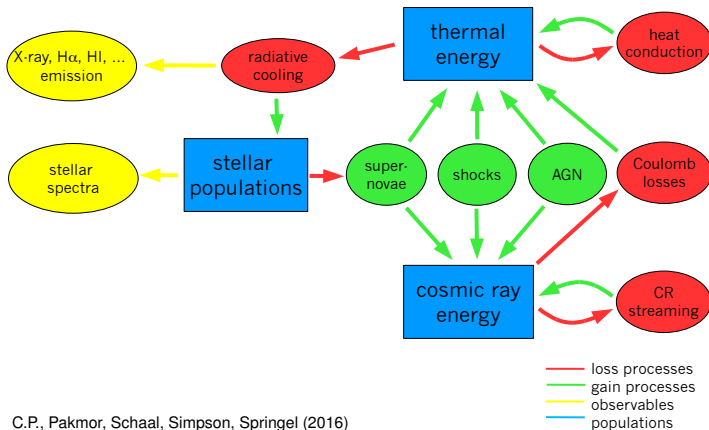 X-ray, Hα, HI, ...
emission
radiative
cooling
thermal
energy
heat
conduction
stellar
spectra
stellar
populations
super-
novae
shocks
AGN
Coulomb
losses
cosmic ray
energy
CR
streaming
loss processes
gain processes
observables
populations
C.P., Pakmor, Schaal, Simpson, Springel (2016)